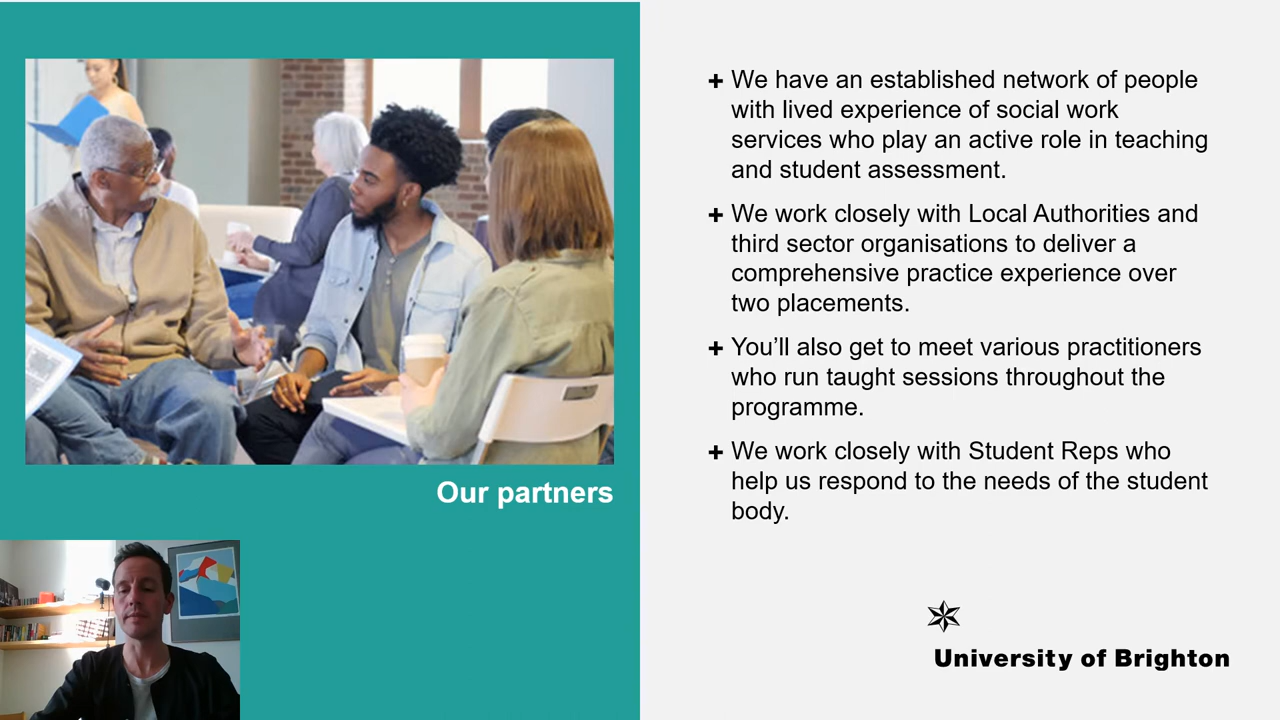 Our partners
+ We have an established network of people
with lived experience of social work
services who play an active role in teaching
and student assessment.
+ We work closely with Local Authorities and
third sector organisations to deliver a
comprehensive practice experience over
two placements.
+ You’ll also get to meet various practitioners
who run taught sessions throughout the
programme.
+ We work closely with Student Reps who
help us respond to the needs of the student
body.
University of Brighton